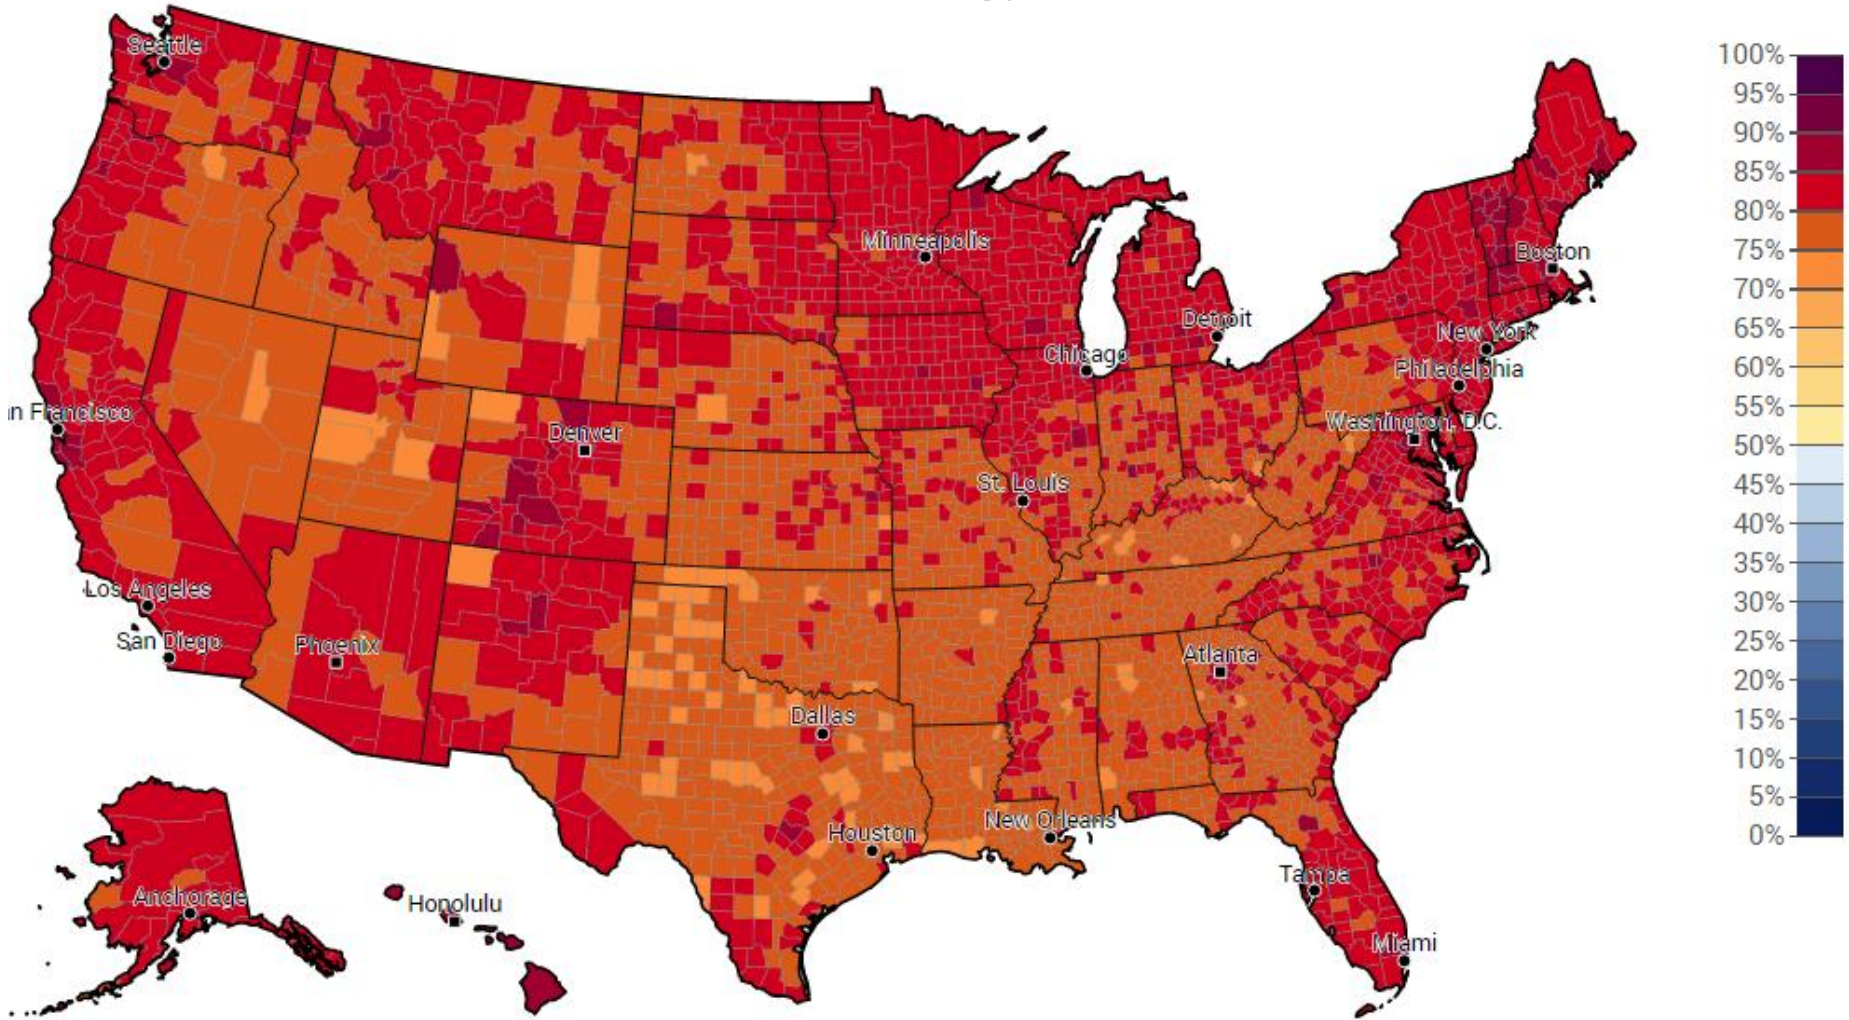 Seattle
Minneapolis
Boston
Detroit
New York
Chicago
Philadelphia
n Francisco
Denver
Washington, D.C.
St. Louis
Los Angeles
San Diego
Phoenix
Atlanta
Dallas
New Orleans
Houston
Tampa
Anchorage
Honolulu
Miami
100%
95%
90%
85%
80%
75%
70%
65%
60%
55%
50%
45%
40%
35%
30%
25%
20%
15%
10%
5%
0%